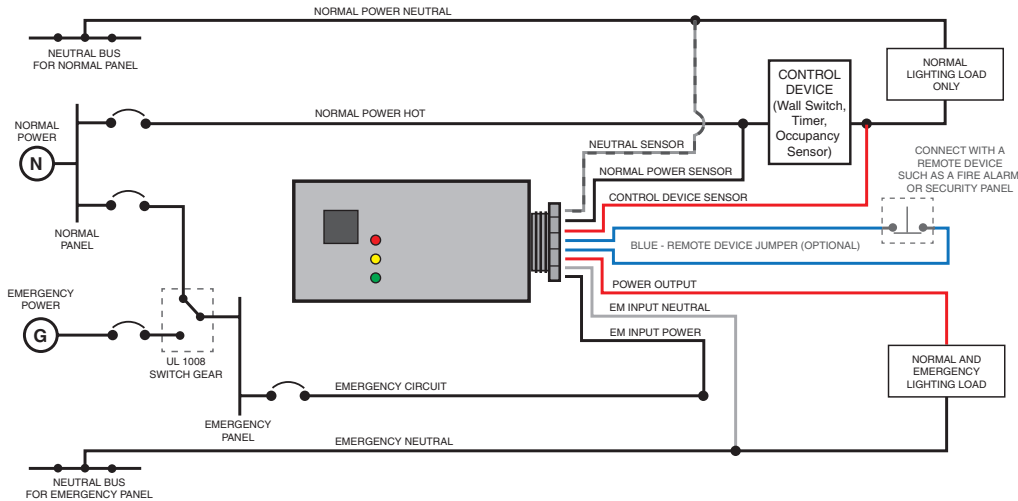 NORMAL POWER NEUTRAL
NEUTRAL BUS
FOR NORMAL PANEL
NORMAL
LIGHTING LOAD
ONLY
CONTROL
DEVICE
(Wall Switch,
Timer,
Occupancy
Sensor)
NORMAL POWER HOT
NORMAL
POWER
N
NEUTRAL SENSOR
CONNECT WITH A
REMOTE DEVICE
SUCH AS A FIRE ALARM
OR SECURITY PANEL
NORMAL POWER SENSOR
CONTROL DEVICE SENSOR
NORMAL
PANEL
BLUE - REMOTE DEVICE JUMPER (OPTIONAL)
POWER OUTPUT
EMERGENCY
POWER
G
EM INPUT NEUTRAL
EM INPUT POWER
UL 1008
SWITCH GEAR
NORMAL AND
EMERGENCY
LIGHTING LOAD
EMERGENCY CIRCUIT
EMERGENCY
PANEL
EMERGENCY NEUTRAL
NEUTRAL BUS
FOR EMERGENCY PANEL